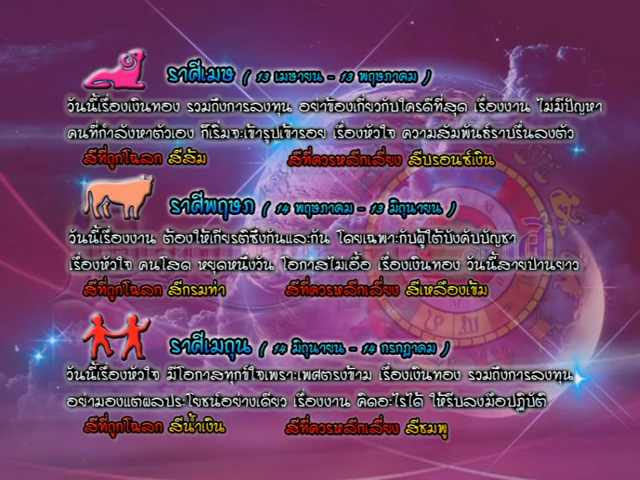 ราศีเมษ ( 13 เมษายน - 13 พฤษภาคม )
วันนี้เรื่องเงินทอง รวมถึงการลงทุน อย่าข้องเกี่ยวกับใครดีที่สุด เรื่องงาน ไม่มีปัญหา
คนที่กำลังหาตัวเอง ก็เริ่มจะเข้ารูปเข้ารอย เรื่องหัวใจ ความสัมพันธ์ราบรื่นลงตัว
สีที่ถูกโฉลก สีส้ม สีที่ควรหลีกเลี่ยง สีบรอนซ์เงิน
ราศีพฤษภ ( 14 พฤษภาคม - 13 มิถุนายน )
วันนี้เรื่องงาน ต้องให้เกียรติซึ่งกันและกัน โดยเฉพาะกับผู้ใต้บังคับบัญชา
เรื่องหัวใจ คนโสด หยุดหนึ่งวัน โอกาสไม่เอื้อ เรื่องเงินทอง วันนี้สายป่านยาว
สีที่ถูกโฉลก สีกรมท่า สีที่ควรหลีกเลี่ยง สีเหลืองเข้ม
ราศีเมถุน ( 14 มิถุนายน - 14 กรกฎาคม )
วันนี้เรื่องหัวใจ มีโอกาสทุกข์ใจเพราะเพศตรงข้าม เรื่องเงินทอง รวมถึงการลงทุน
อย่ามองแต่ผลประโยชน์อย่างเดียว เรื่องงาน คิดอะไรได้ ให้รีบลงมือปฏิบัติ
สีที่ถูกโฉลก สีน้ำเงิน สีที่ควรหลีกเลี่ยง สีชมพู